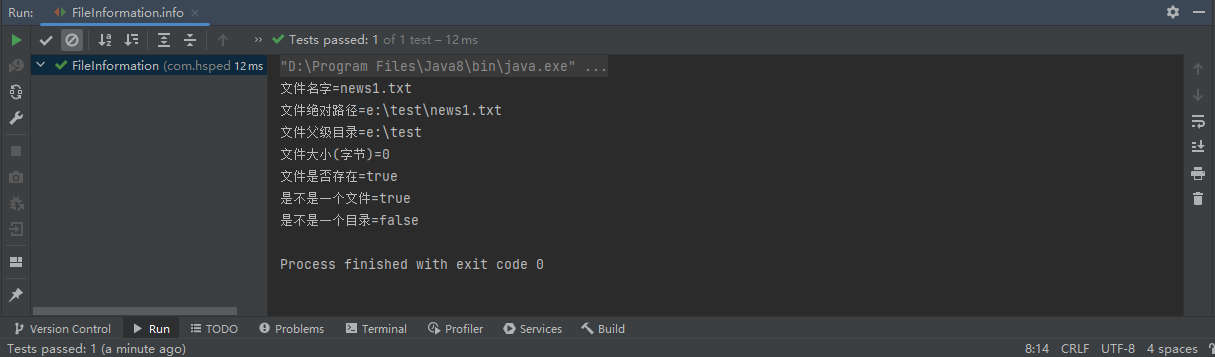 Run: FileInformation.info
Tests passed: 1 of 1 test – 12 ms
FileInformation (com.hsped 12 ms
"D:\Program Files\Java8\bin\java.exe" ...
文件名字=news1.txt
文件绝对路径=e:\test\news1.txt
文件父级目录=e:\test
文件大小(字节)=0
文件是否存在=true
是不是一个文件=true
是不是一个目录=false
Process finished with exit code 0
Version Control Run TODO Problems Terminal Profiler Services Build
Tests passed: 1 (a minute ago) 8:14 CRLF UTF-8 4 spaces